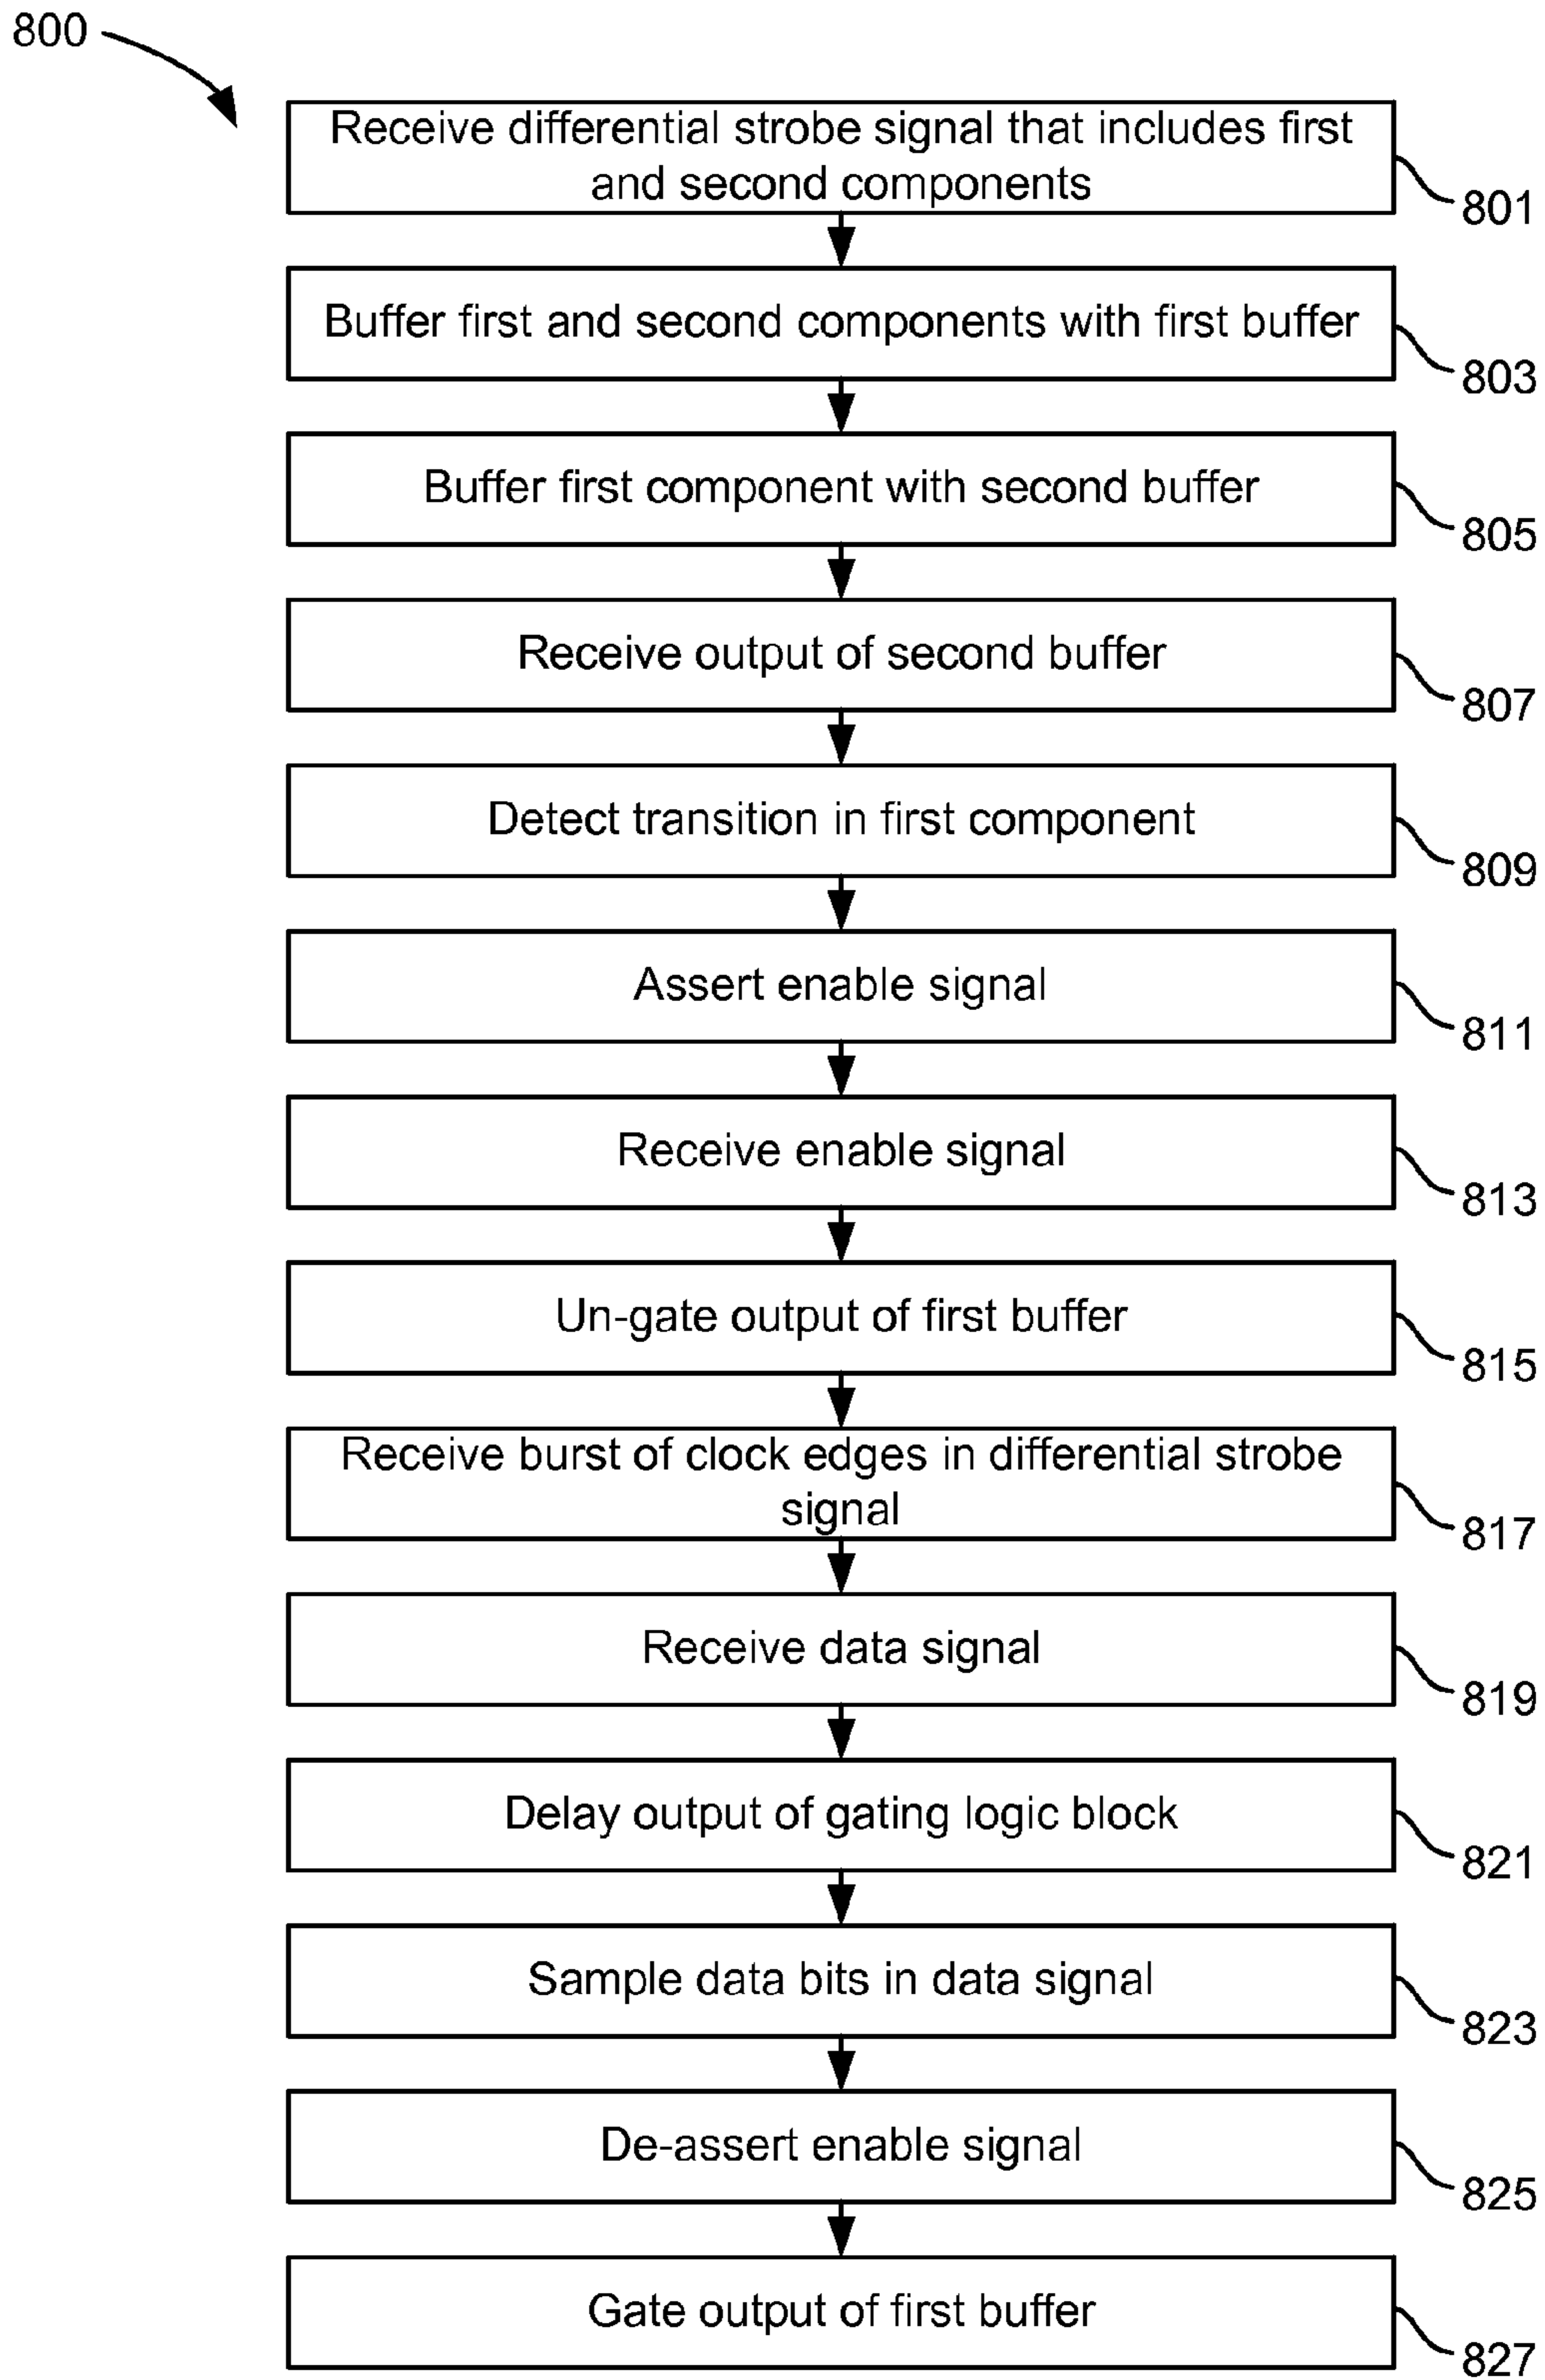 800
Receive differential strobe signal that includes first
and second components
801
Buffer first and second components with first buffer
803
Buffer first component with second buffer
805
Receive output of second buffer
807
Detect transition in first component
809
Assert enable signal
811
Receive enable signal
813
Un-gate output of first buffer
815
Receive burst of clock edges in differential strobe
signal
817
Receive data signal
819
Delay output of gating logic block
821
Sample data bits in data signal
823
De-assert enable signal
825
Gate output of first buffer
827